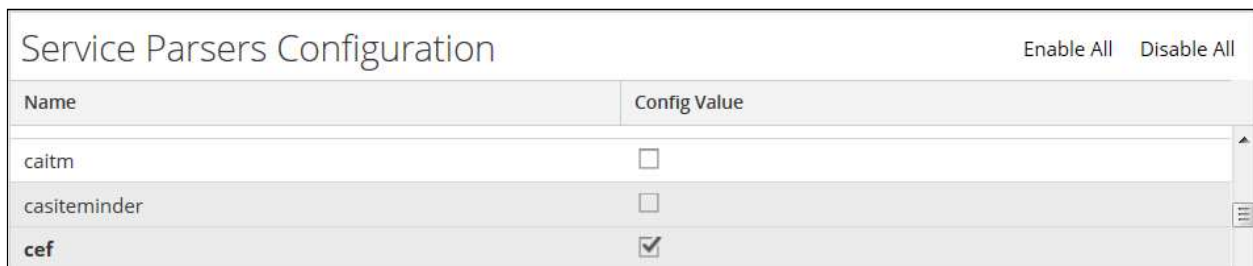 Service Parsers Configuration Enable All Disable All
Name Config Value
caitm
casiteminder
cef